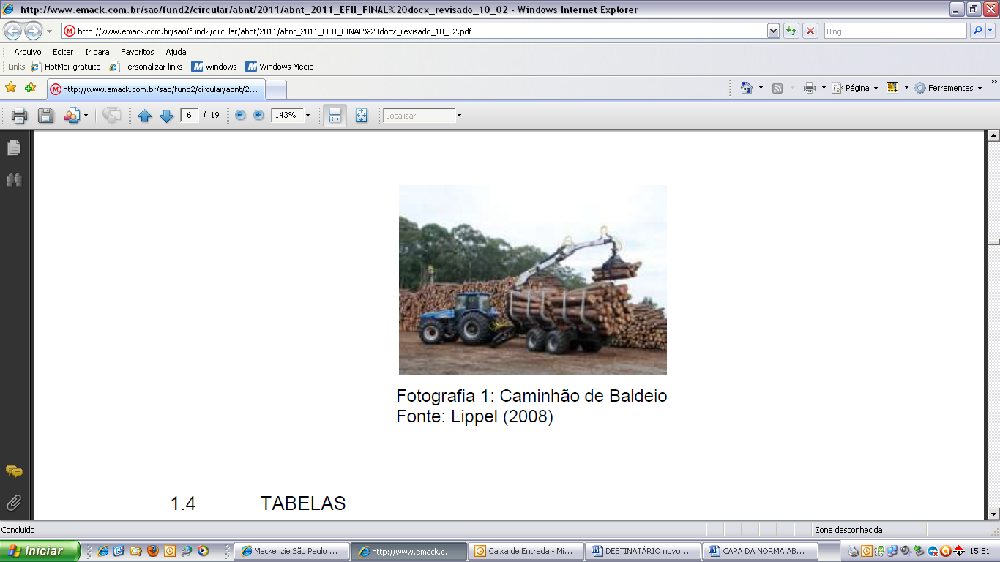 http://www.emack.com.br/sao/fund2/circular/abnt/2011/abnt_2011_EFII_FINAL%20docx_revisado_10_02 - Windows Internet Explorer
http://www.emack.com.br/sao/fund2/circular/abnt/2011/abnt_2011_EFII_FINAL%20docx_revisado_10_02.pdf
Bing
Arquivo Editar Ir para Favoritos Ajuda
Links HotMail gratuito Personalizar links Windows Windows Media
http://www.emack.com.br/sao/fund2/circular/abnt/2...
Página Ferramentas »
6 / 19 143% Localizar
Fotografia 1: Caminhão de Baldeio
Fonte: Lippel (2008)
1.4 TABELAS
Concluído Zona desconhecida
Iniciar Mackenzie São Paulo ... http://www.emack.c... Caixa de Entrada - Mi... DESTINATÁRIO novo... CAPA DA NORMA AB... 15:51